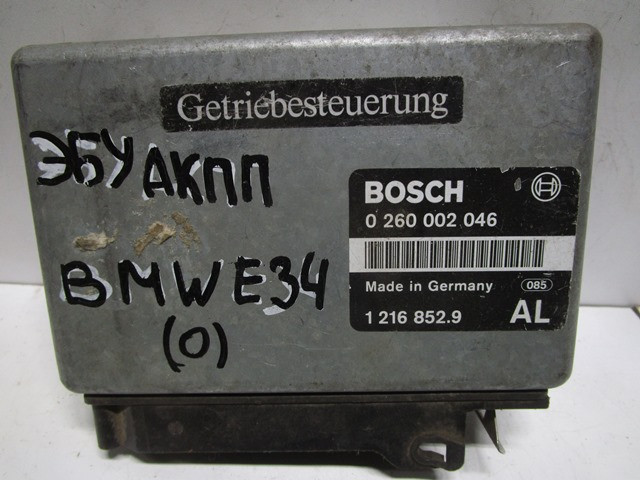 Getriebesteuerung
ЭБУ АКПП
BMW E34
(0)
BOSCH
0 260 002 046
Made in Germany 085
1 216 852.9 AL